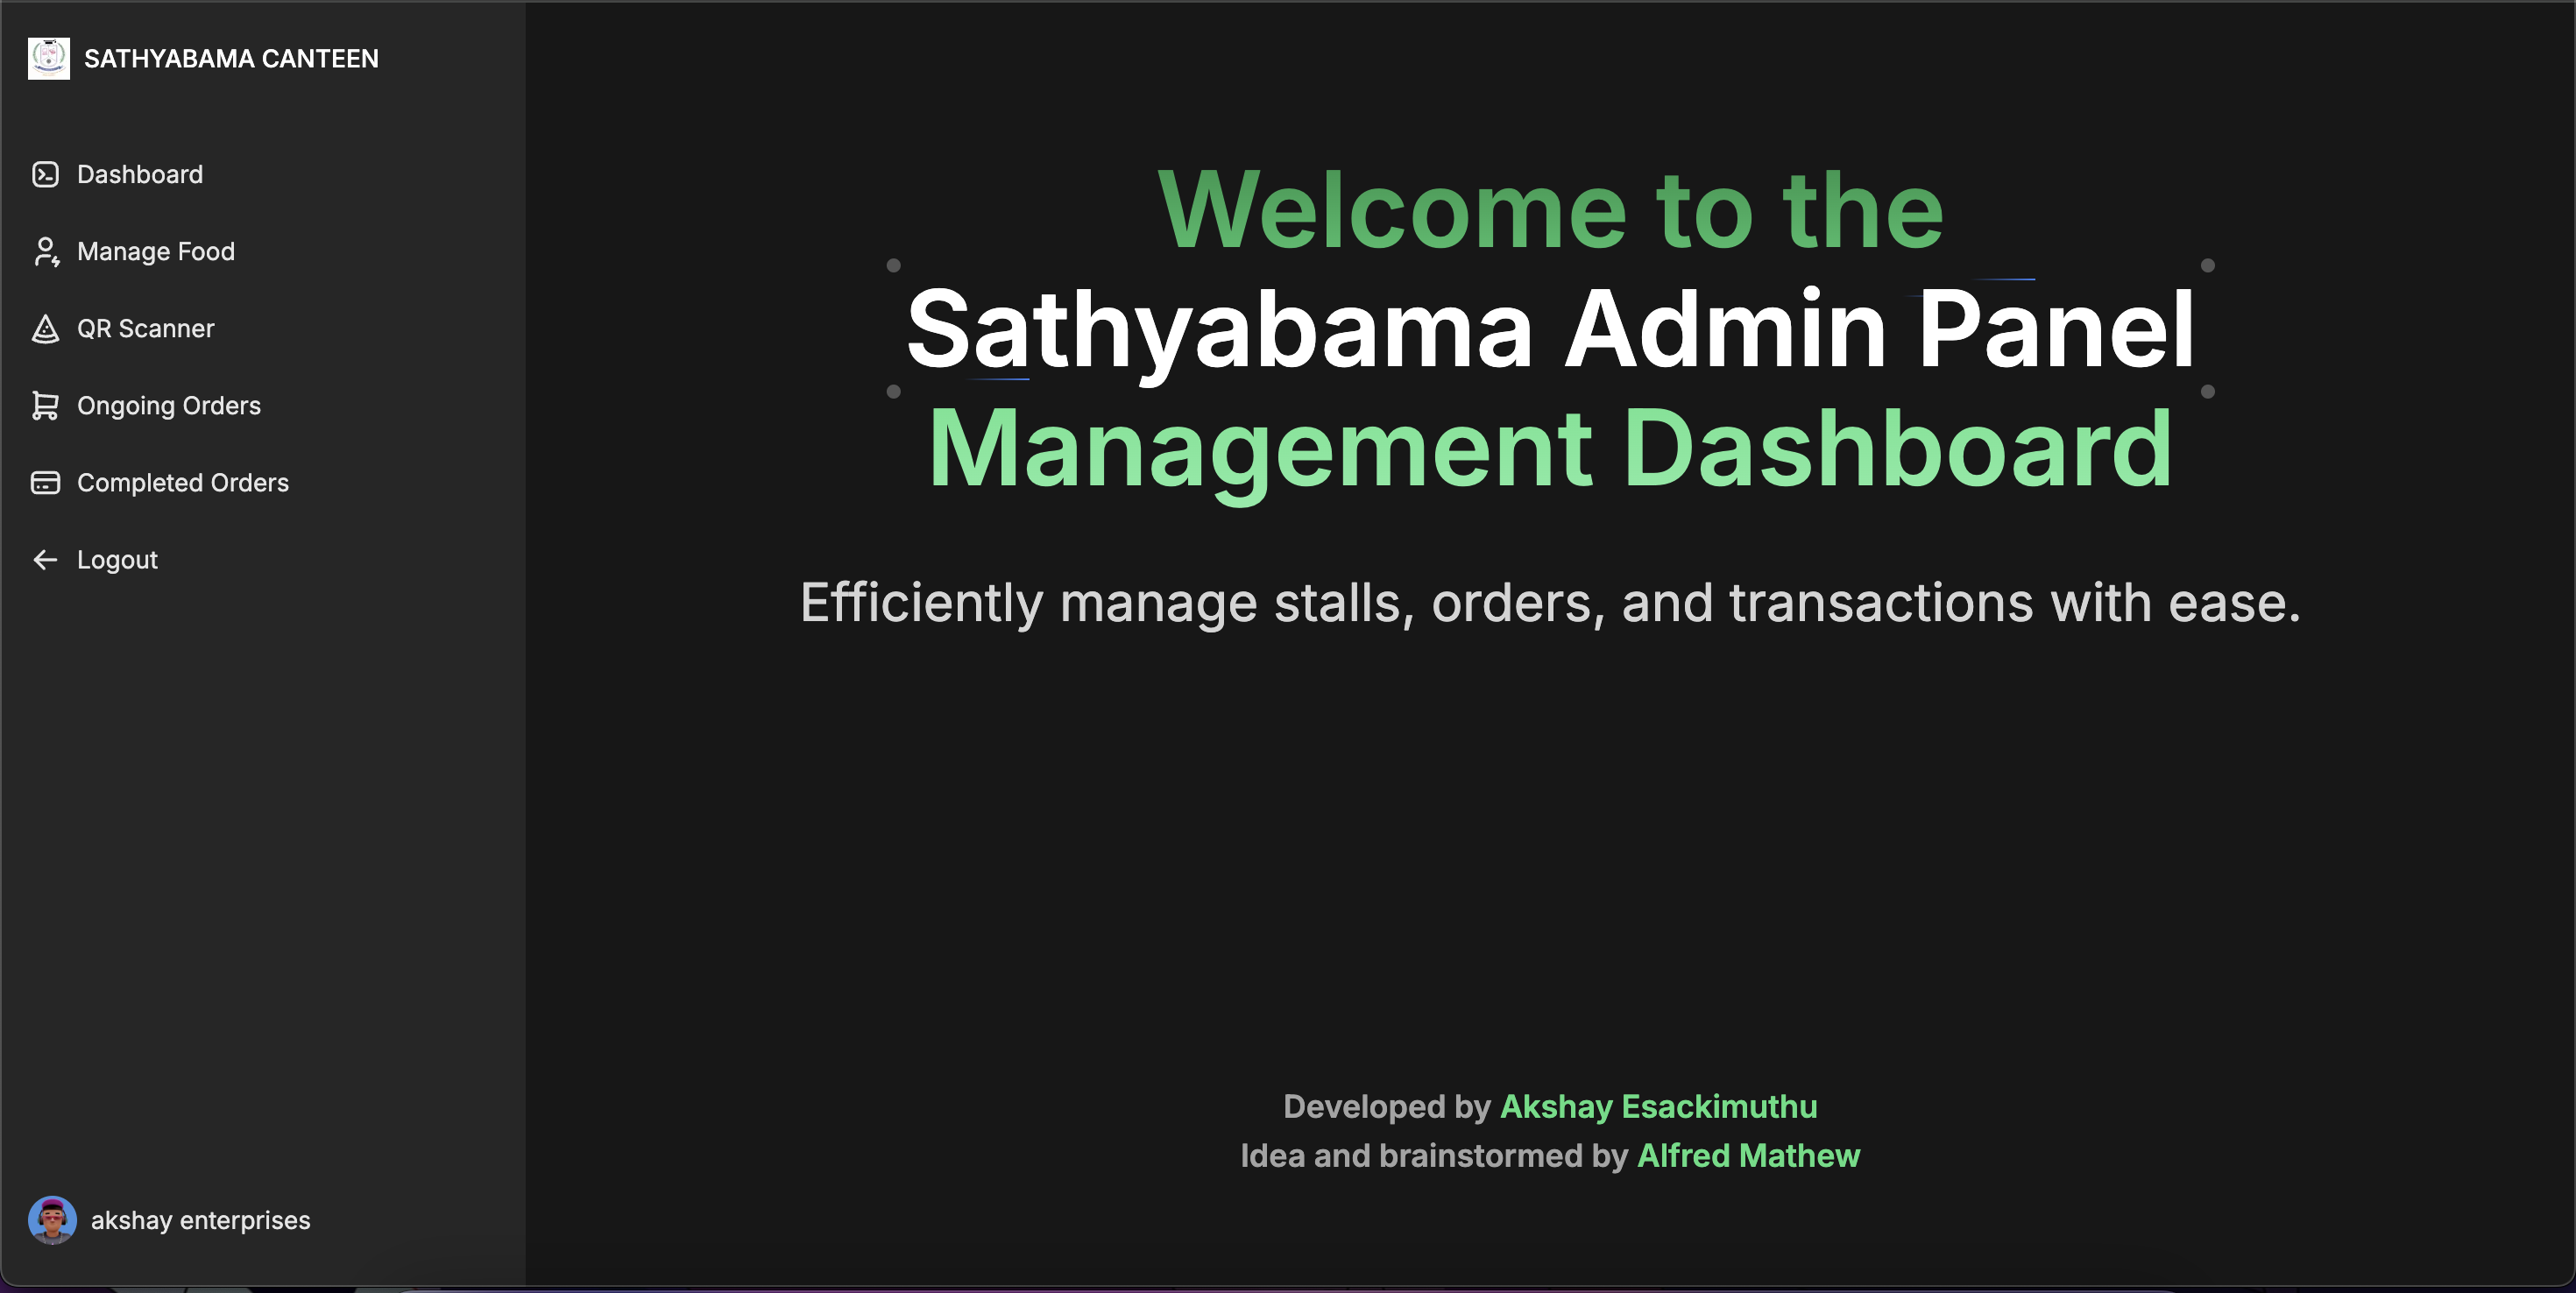 SATHYABAMA CANTEEN
Dashboard
Manage Food
QR Scanner
Ongoing Orders
Completed Orders
Logout
akshay enterprises
Welcome to the
Sathyabama Admin Panel
Management Dashboard
Efficiently manage stalls, orders, and transactions with ease.
Developed by Akshay Esackimuthu
Idea and brainstormed by Alfred Mathew